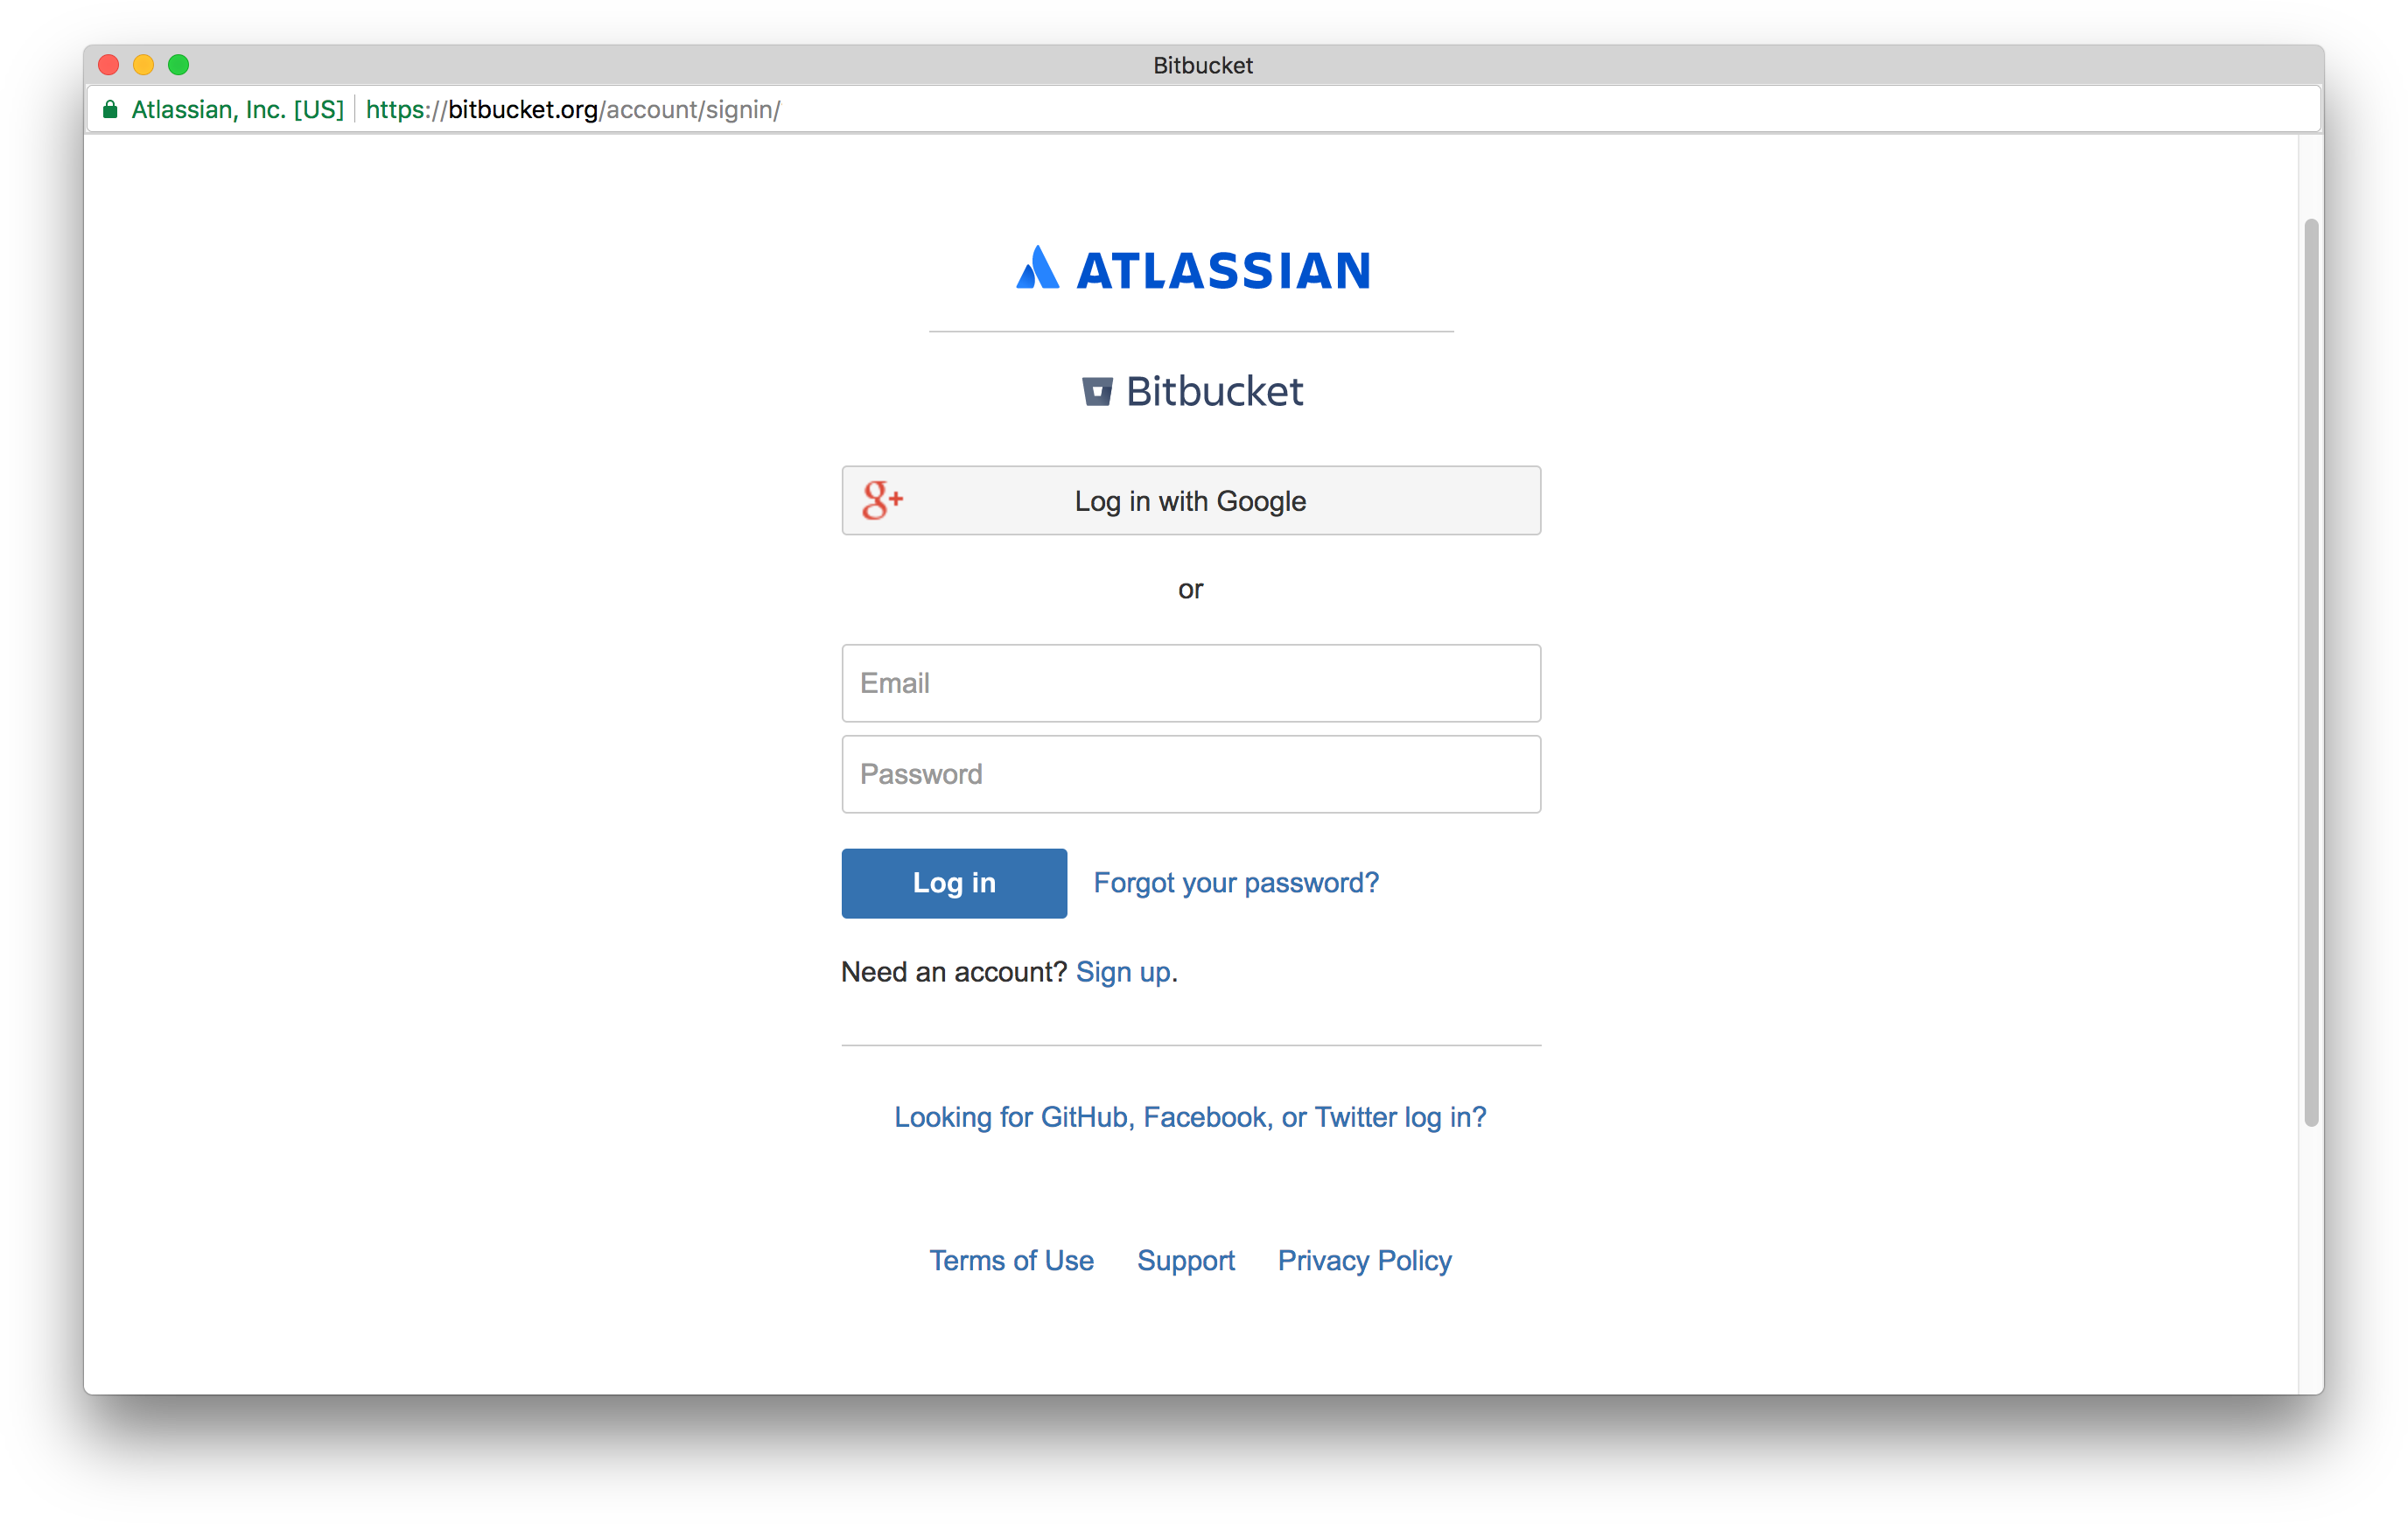 Bitbucket
Atlassian, Inc. [US] https://bitbucket.org/account/signin/
ATLASSIAN
Bitbucket
g+ Log in with Google
or
Email
Password
Log in Forgot your password?
Need an account? Sign up.
Looking for GitHub, Facebook, or Twitter log in?
Terms of Use Support Privacy Policy